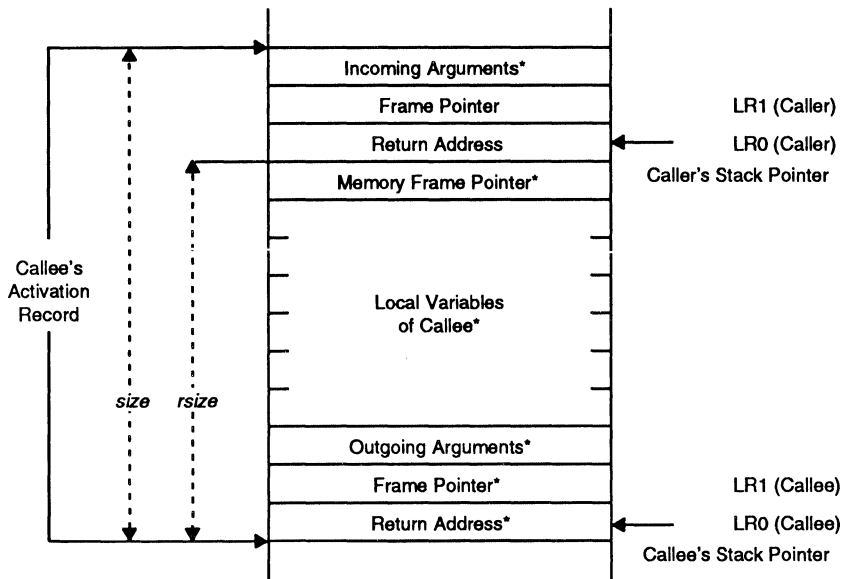 Incoming Arguments*
Frame Pointer
LR1 (Caller)
Return Address
LR0 (Caller)
Caller's Stack Pointer
Memory Frame Pointer*
Callee's
Activation
Record
Local Variables
of Callee*
size
rsize
Outgoing Arguments*
Frame Pointer*
LR1 (Callee)
Return Address*
LR0 (Callee)
Callee's Stack Pointer